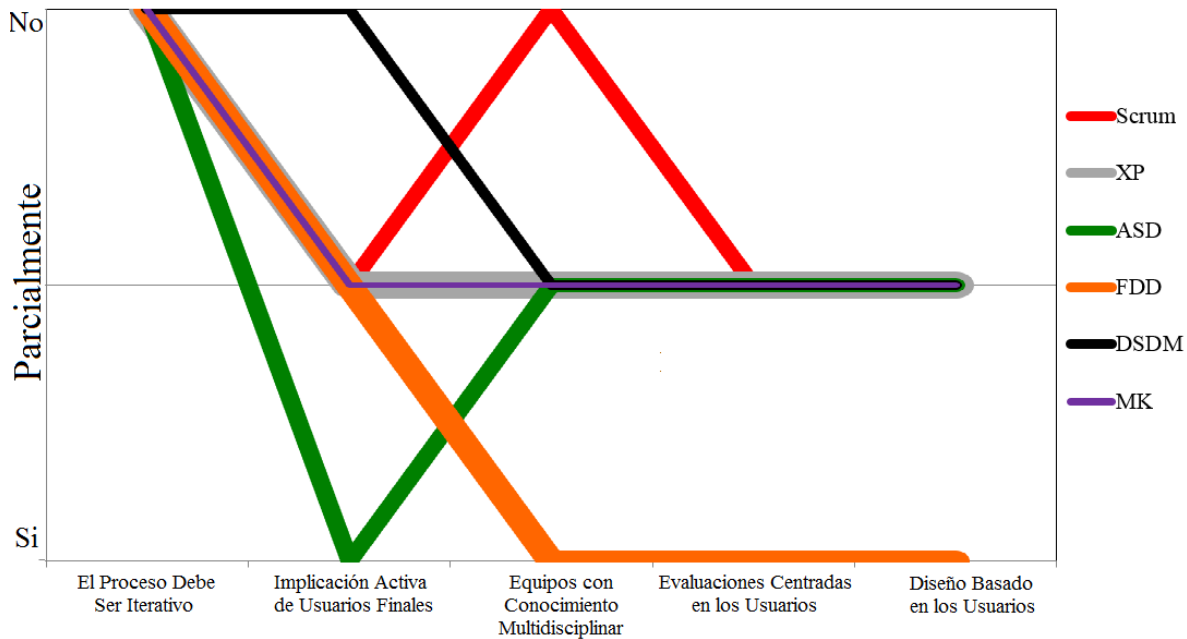 No
Parcialmente
Si
Scrum
XP
ASD
FDD
DSDM
MK
El Proceso Debe
Ser Iterativo
Implicación Activa
de Usuarios Finales
Equipos con
Conocimiento
Multidisciplinar
Evaluaciones Centradas
en los Usuarios
Diseño Basado
en los Usuarios